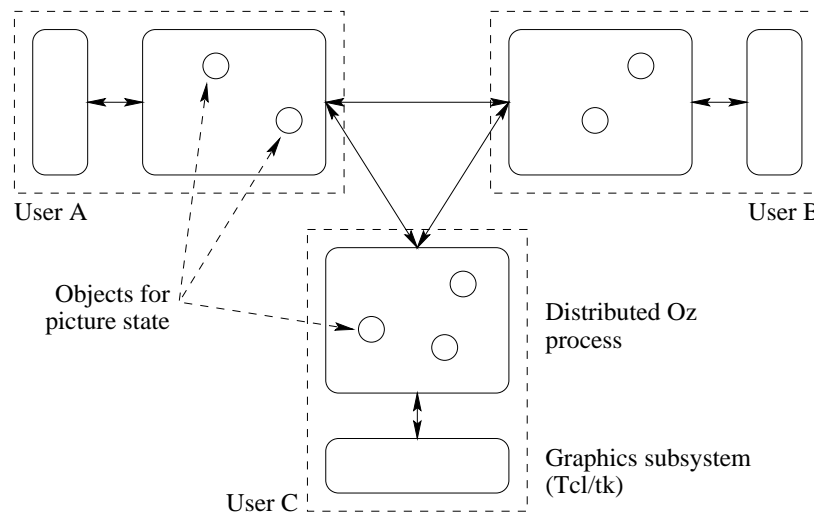 User A
User B
Objects for
picture state
Distributed Oz
process
Graphics subsystem
(Tcl/tk)
User C